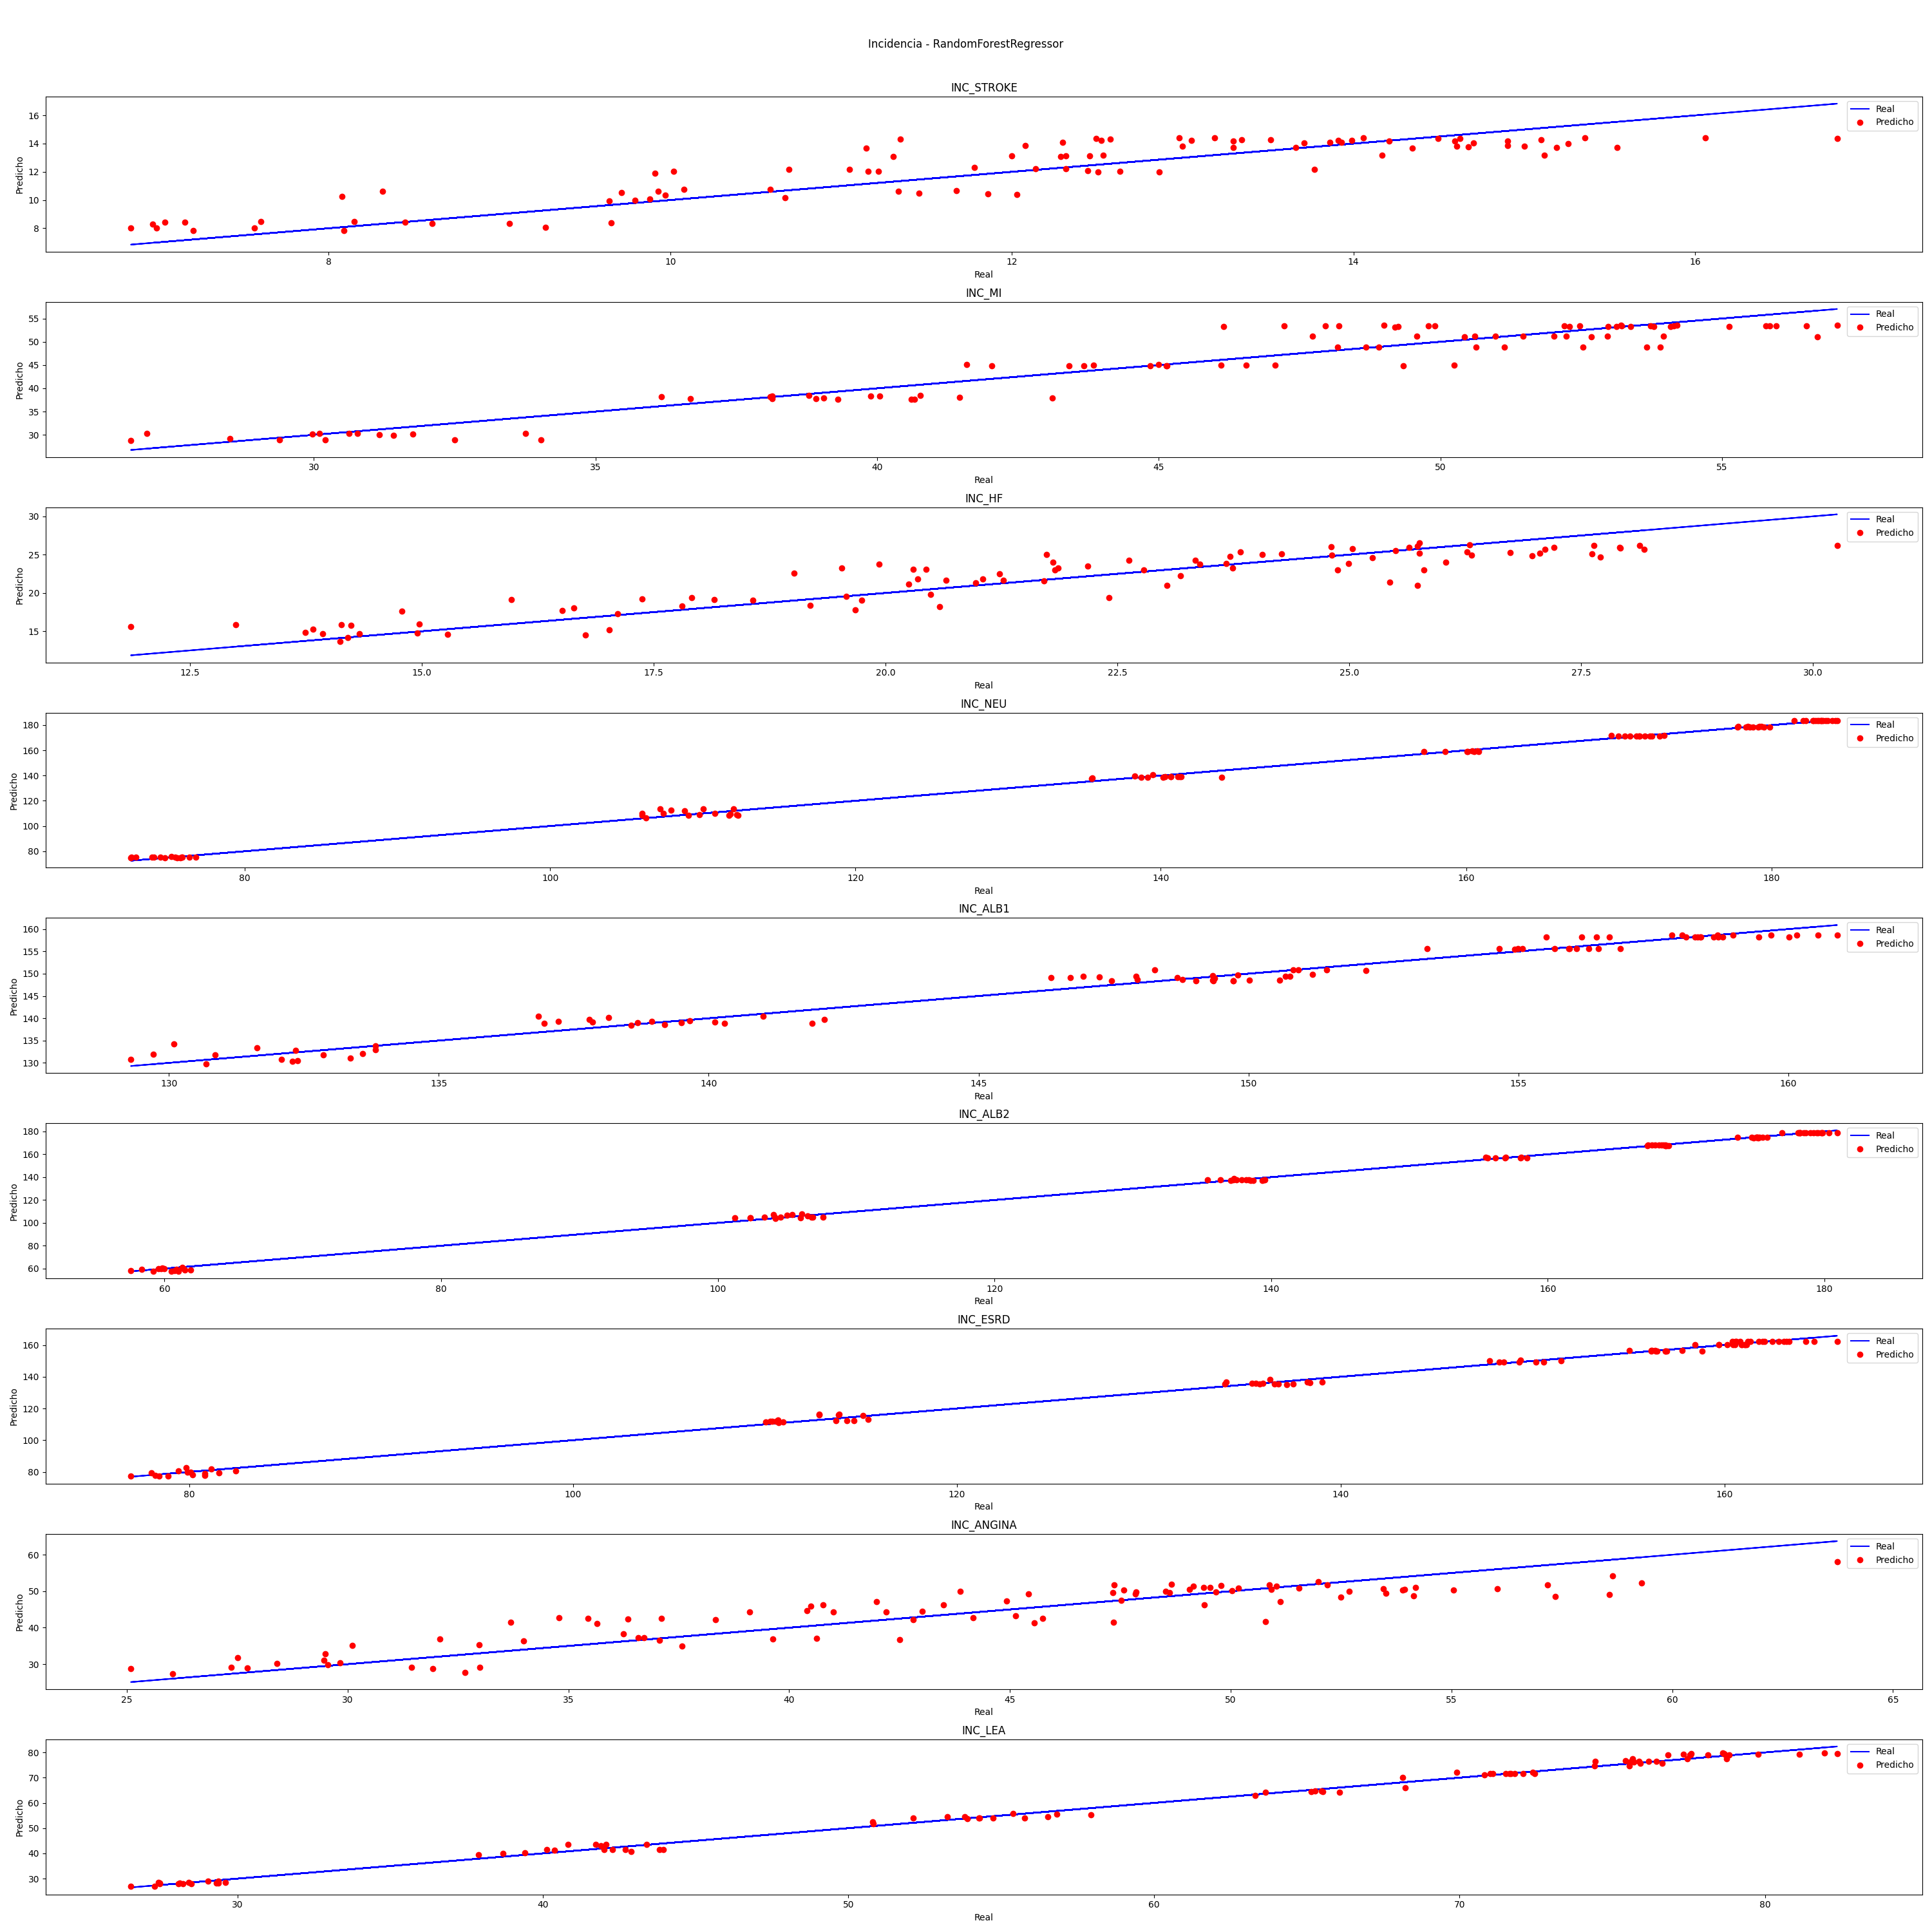 Incidencia - RandomForestRegressor
INC_STROKE
16
14
12
10
8
Predicho
8 10 12 14 16
Real
Real
Predicho
INC_MI
55
50
45
40
35
30
Predicho
30 35 40 45 50 55
Real
Real
Predicho
INC_HF
30
25
20
15
Predicho
12.5 15.0 17.5 20.0 22.5 25.0 27.5 30.0
Real
Real
Predicho
INC_NEU
180
160
140
120
100
80
Predicho
80 100 120 140 160 180
Real
Real
Predicho
INC_ALB1
160
155
150
145
140
135
130
Predicho
130 135 140 145 150 155 160
Real
Real
Predicho
INC_ALB2
180
160
140
120
100
80
60
Predicho
60 80 100 120 140 160 180
Real
Real
Predicho
INC_ESRD
160
140
120
100
80
Predicho
80 100 120 140 160
Real
Real
Predicho
INC_ANGINA
60
50
40
30
Predicho
25 30 35 40 45 50 55 60 65
Real
Real
Predicho
INC_LEA
80
70
60
50
40
30
Predicho
30 40 50 60 70 80
Real
Real
Predicho